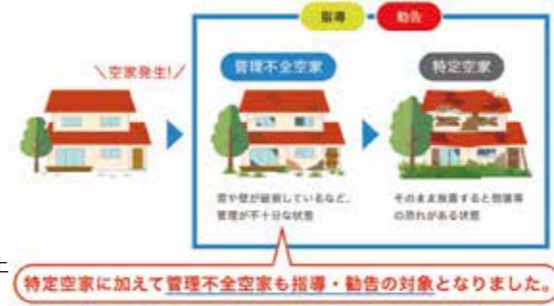 指導
勧告
＼空家発生!／
管理不全空家
特定空家
窓や壁が破損しているなど、
管理が不十分な状態
そのまま放置すると倒壊等
の恐れがある状態
特定空家に加えて管理不全空家も指導・勧告の対象となりました。